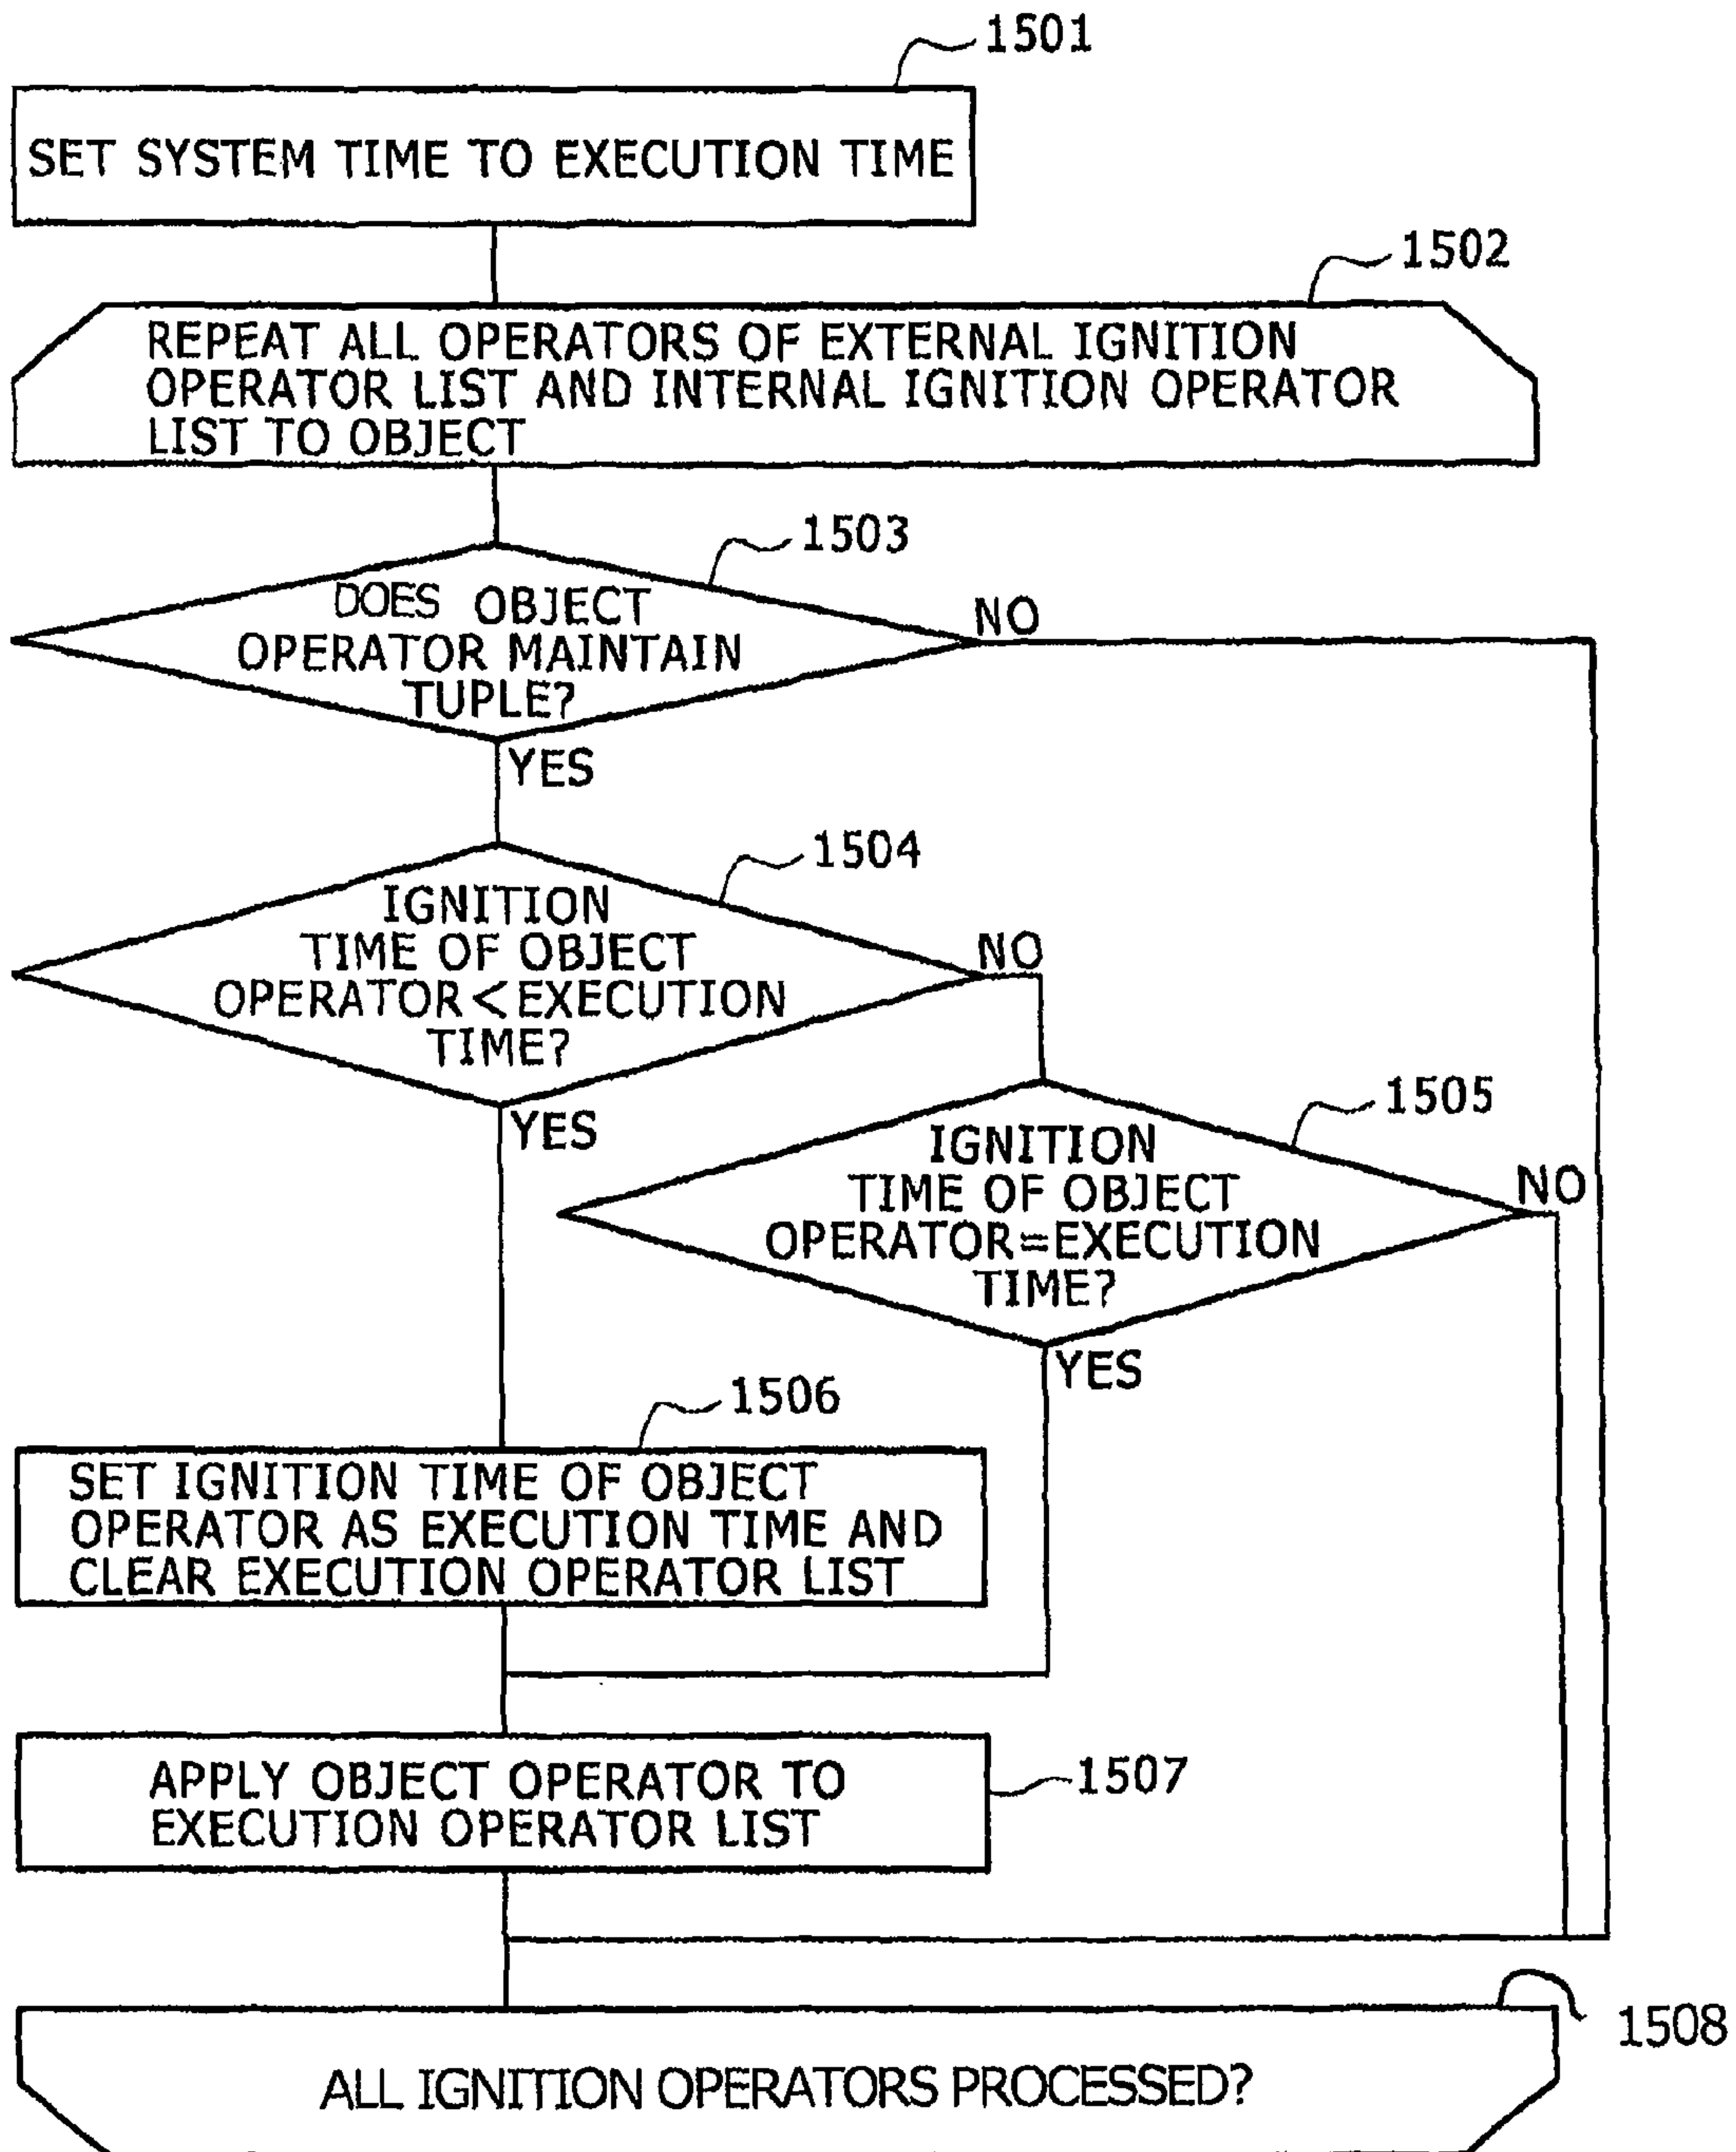 1501
SET SYSTEM TIME TO EXECUTION TIME
1502
REPEAT ALL OPERATORS OF EXTERNAL IGNITION
OPERATOR LIST AND INTERNAL IGNITION OPERATOR
LIST TO OBJECT
1503
DOES OBJECT
OPERATOR MAINTAIN
TUPLE?
NO
YES
1504
IGNITION
TIME OF OBJECT
OPERATOR<EXECUTION
TIME?
NO
YES
1505
IGNITION
TIME OF OBJECT
OPERATOR=EXECUTION
TIME?
NO
YES
1506
SET IGNITION TIME OF OBJECT
OPERATOR AS EXECUTION TIME AND
CLEAR EXECUTION OPERATOR LIST
APPLY OBJECT OPERATOR TO
EXECUTION OPERATOR LIST
1507
1508
ALL IGNITION OPERATORS PROCESSED?